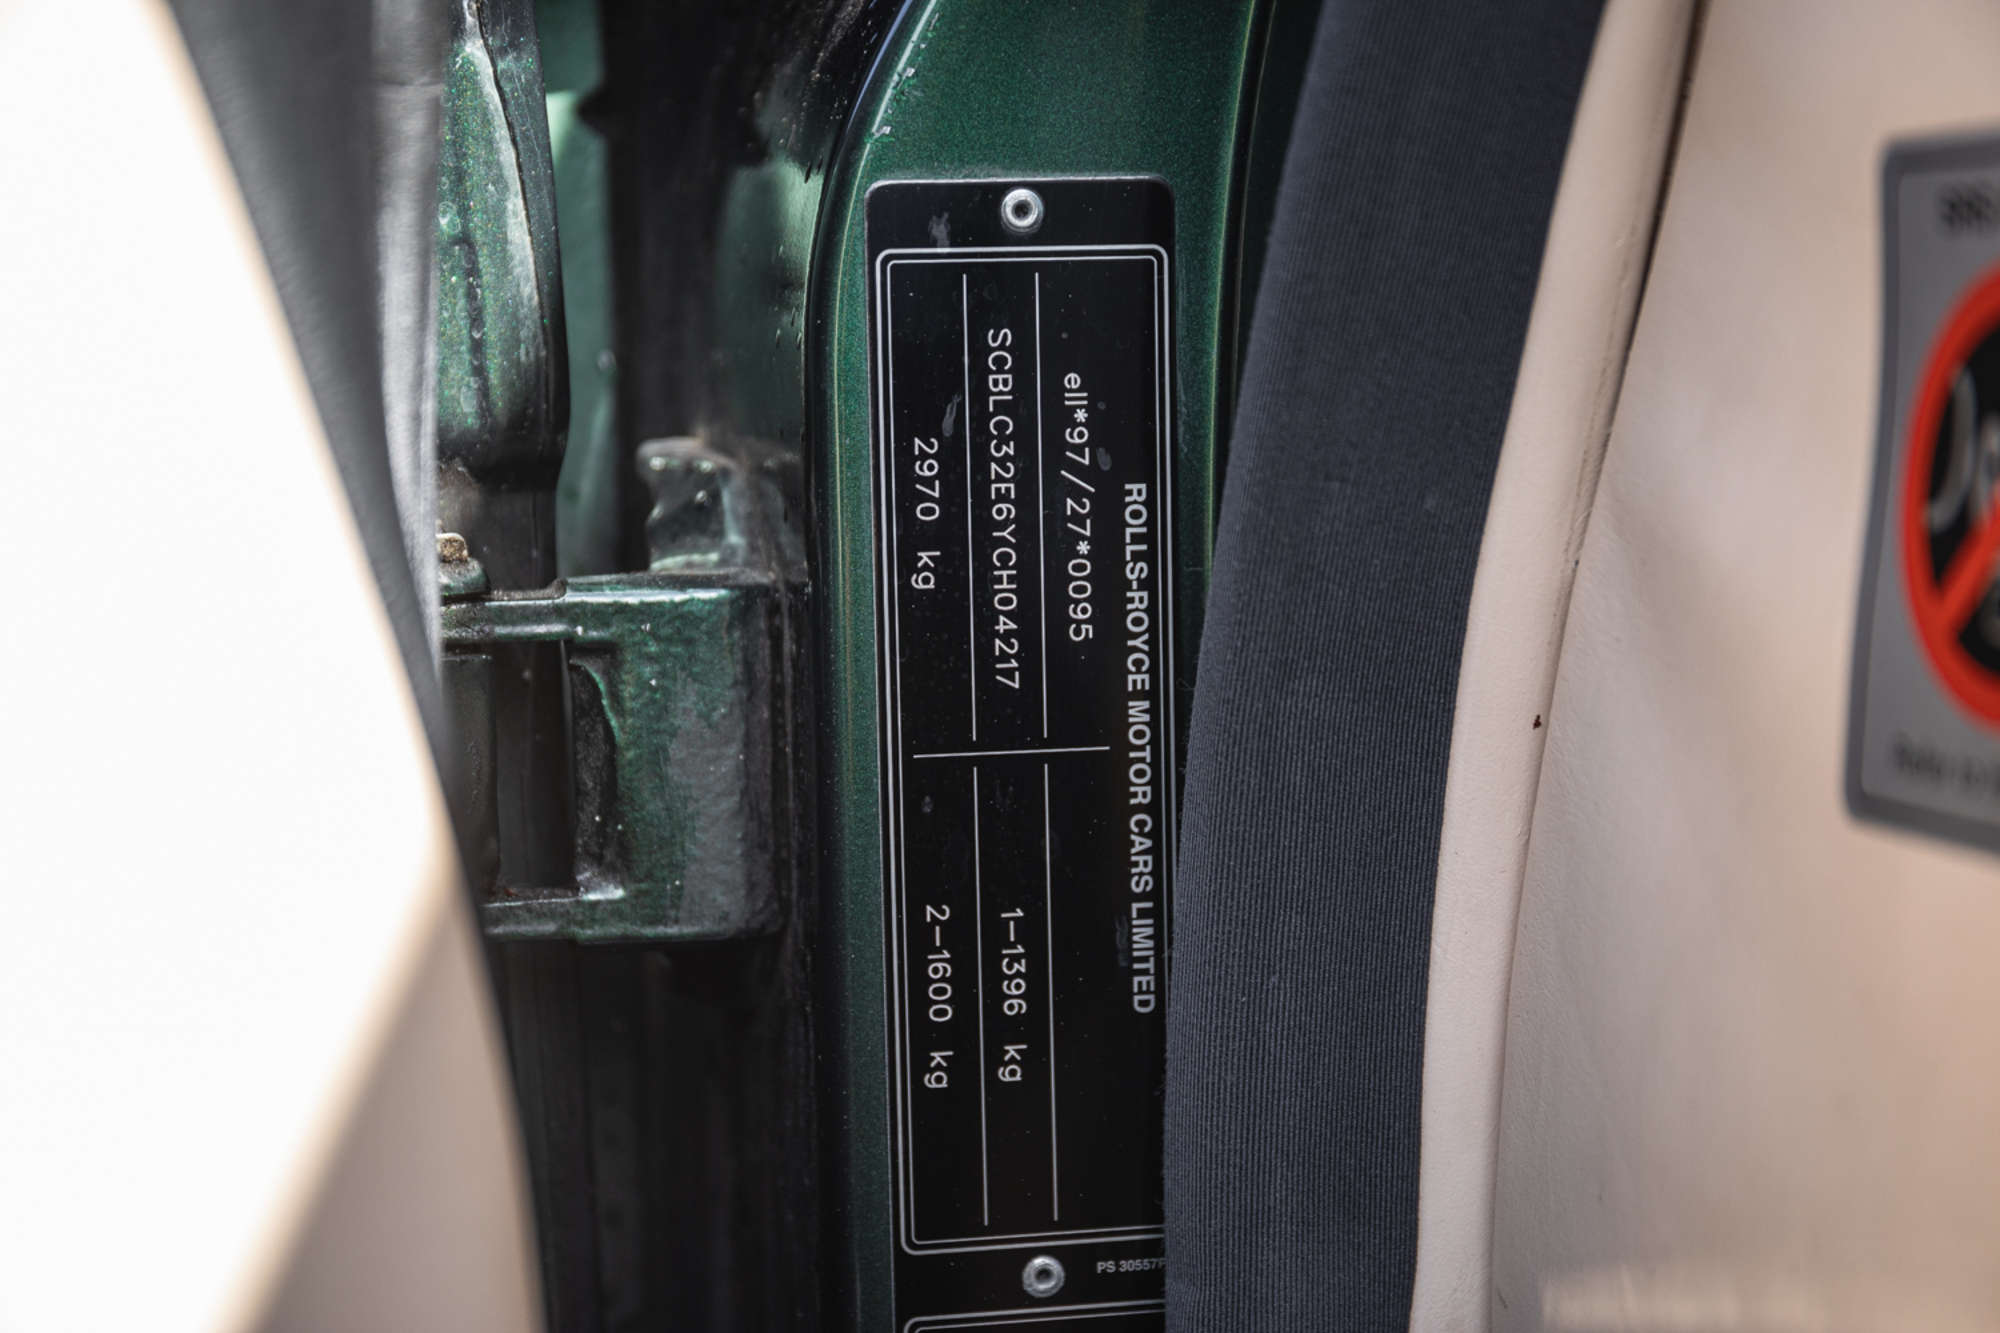 ROLLS-ROYCE MOTOR CARS LIMITED
e11*97/27*0095
SCBLC32E6YCH04217
2970 kg
1-1396 kg
2-1600 kg
PS 30557